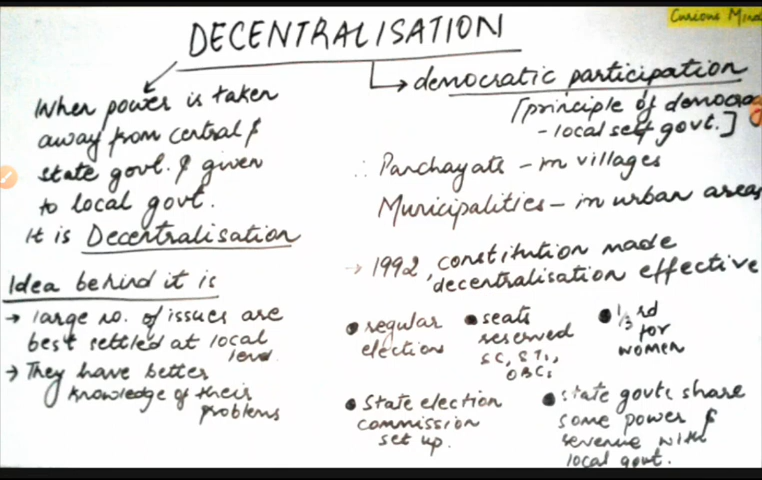 Curious Mind
DECENTRALISATION
When power is taken
away from central &
state govt. & given
to local govt.
It is Decentralisation
Idea behind it is
→ large no. of issues are
best settled at local
level.
→ They have better
knowledge of their
problems
→ democratic participation
[principle of democra
- local self govt.]
∴ Panchayats - in villages
Municipalities - in urban areas
→ 1992, constitution made
decentralisation effective
• regular
election
• seats
reserved
SC, STs,
OBCs
• 1/3 rd
for
women
• State election
commission
set up.
• state govts share
some power &
revenue with
local govt.